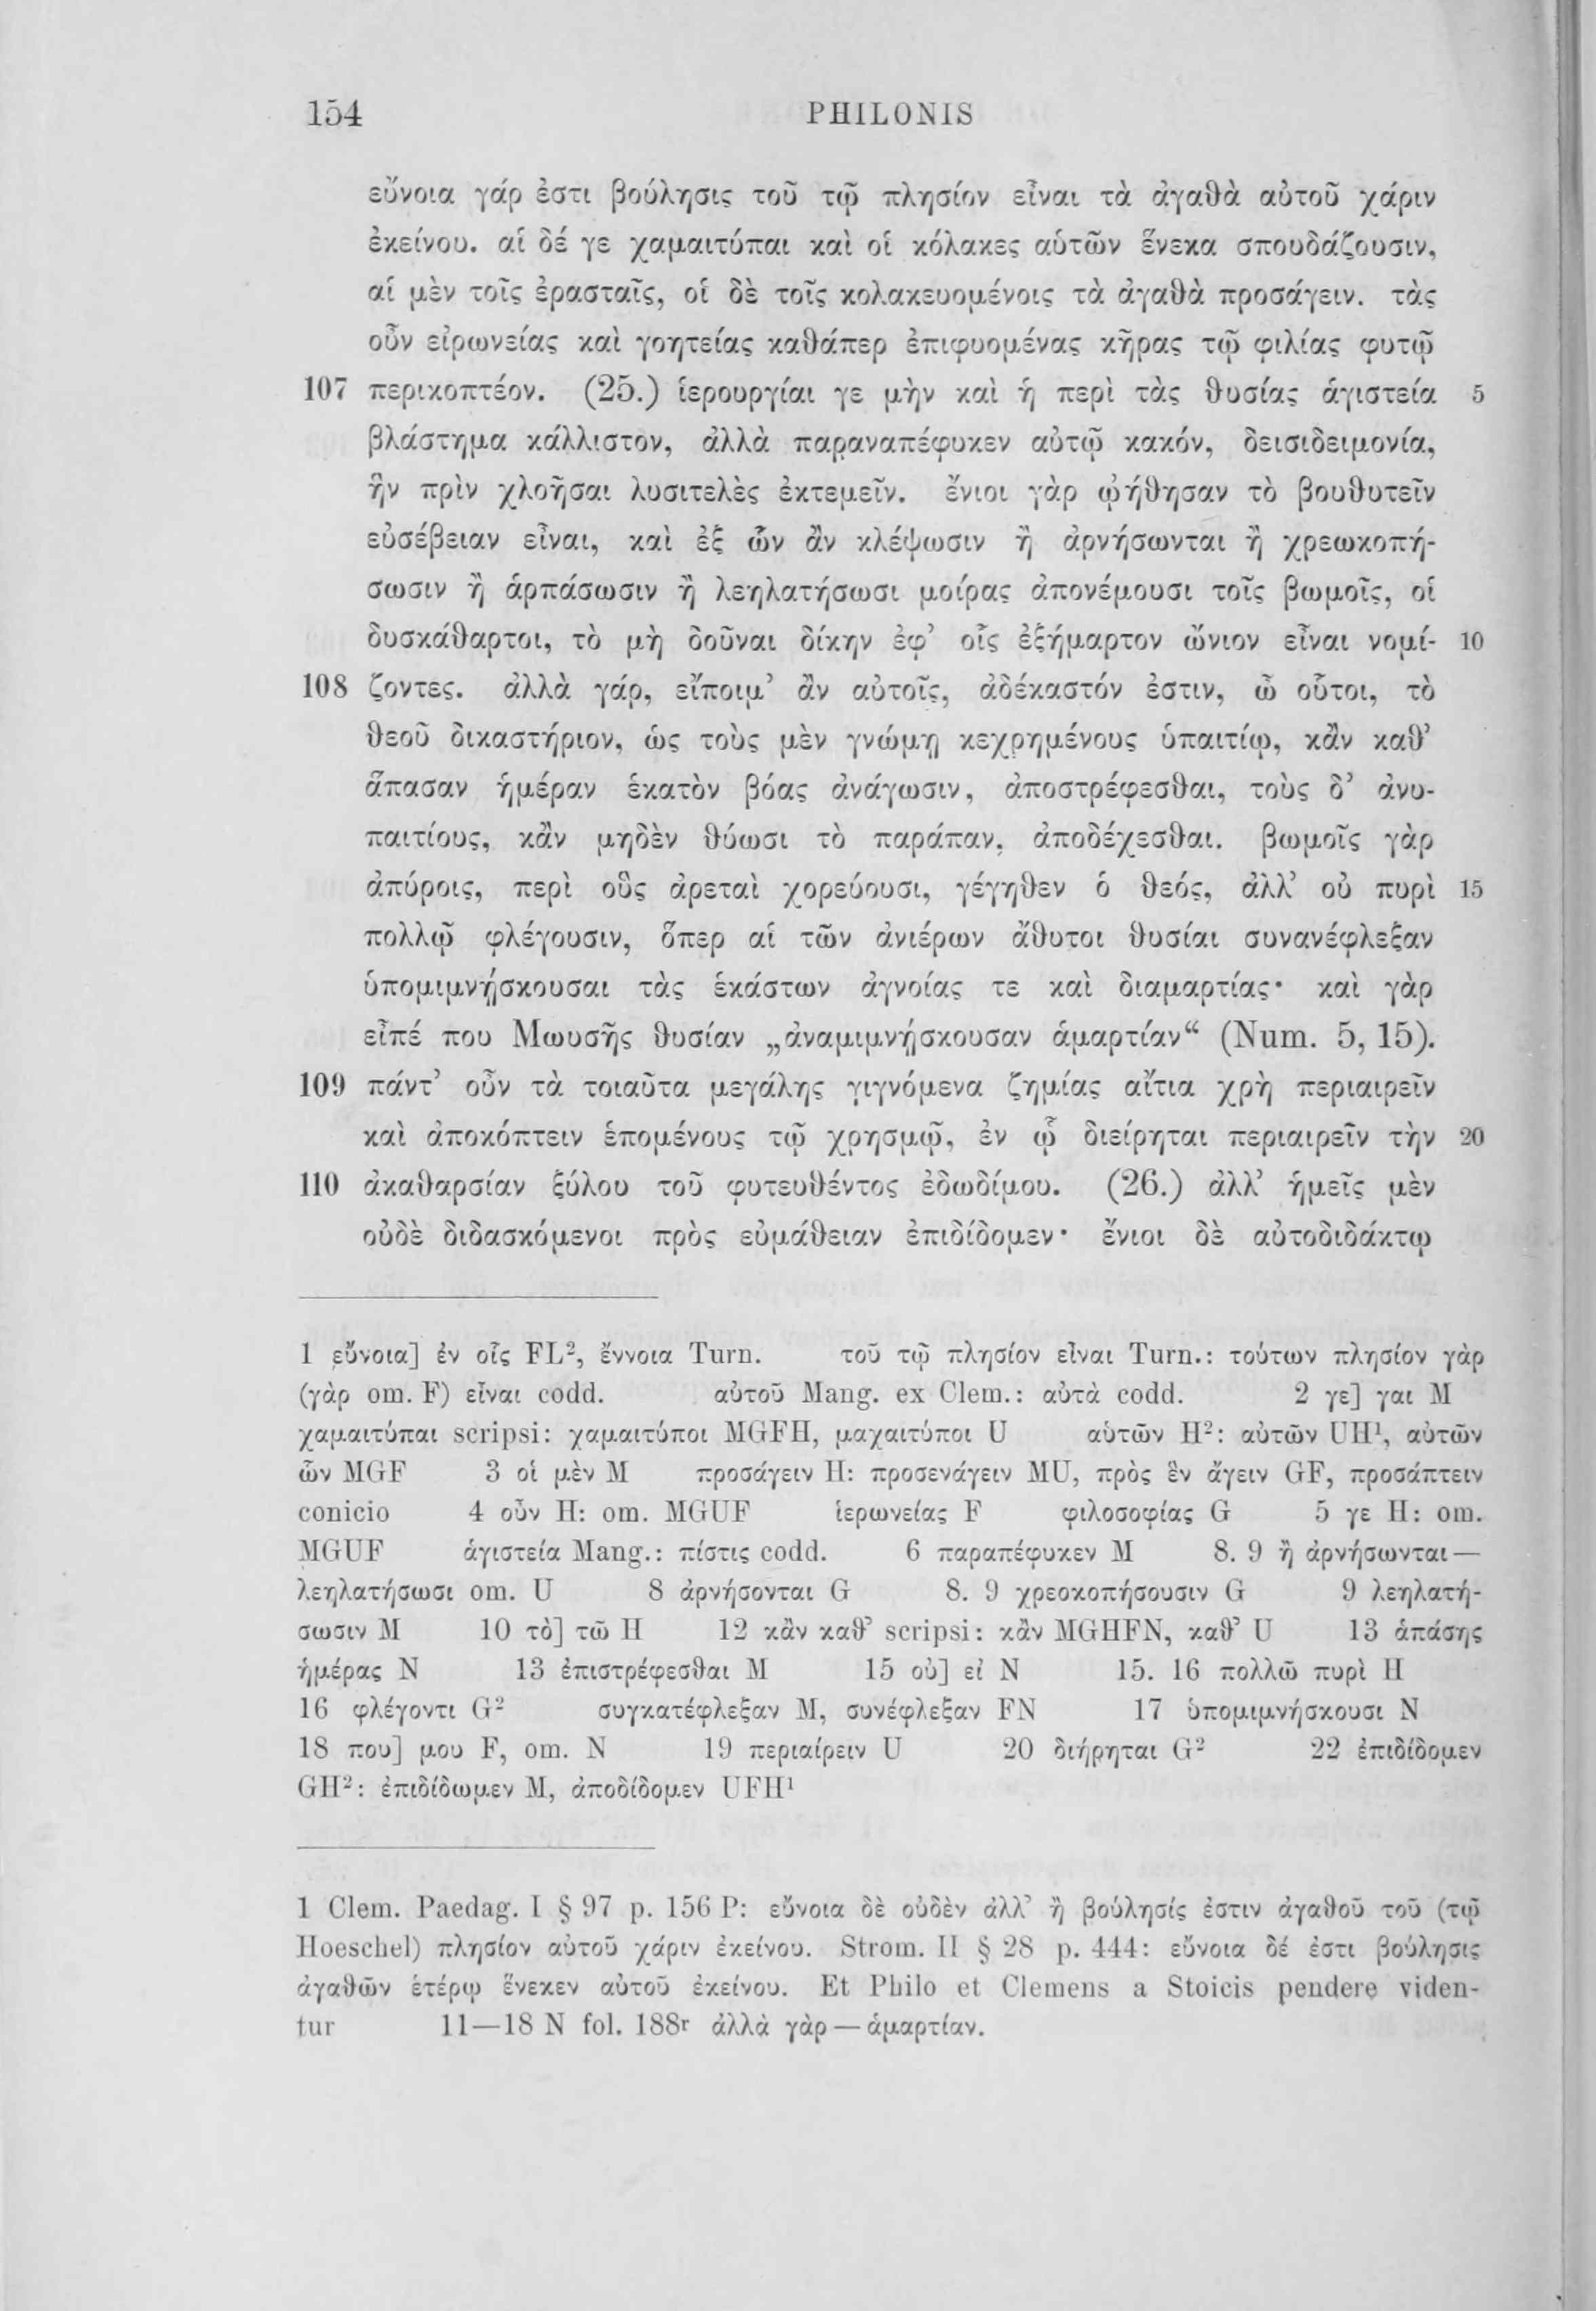 154 PHILONIS
εὔνοια γάρ ἐστι βούλησις τοῦ τῷ πλησίον εἶναι τὰ ἀγαθὰ αὐτοῦ χάριν
ἐκείνου. αἱ δέ γε χαμαιτύπαι καὶ οἱ κόλακες αὑτῶν ἕνεκα σπουδάζουσιν,
αἱ μὲν τοῖς ἐρασταῖς, οἱ δὲ τοῖς κολακευομένοις τὰ ἀγαθὰ προσάγειν. τὰς
οὖν εἰρωνείας καὶ γοητείας καθάπερ ἐπιφυομένας κῆρας τῷ φιλίας φυτῷ
107 περικοπτέον. (25.) ἱερουργίαι γε μὴν καὶ ἡ περὶ τὰς θυσίας ἁγιστεία 5
βλάστημα κάλλιστον, ἀλλὰ παραναπέφυκεν αὐτῷ κακόν, δεισιδειμονία,
ἣν πρὶν χλοῆσαι λυσιτελὲς ἐκτεμεῖν. ἔνιοι γὰρ ᾠήθησαν τὸ βουθυτεῖν
εὐσέβειαν εἶναι, καὶ ἐξ ὧν ἂν κλέψωσιν ἢ ἀρνήσωνται ἢ χρεωκοπή-
σωσιν ἢ ἁρπάσωσιν ἢ λεηλατήσωσι μοίρας ἀπονέμουσι τοῖς βωμοῖς, οἱ
δυσκάθαρτοι, τὸ μὴ δοῦναι δίκην ἐφ’ οἷς ἐξήμαρτον ὤνιον εἶναι νομί- 10
108 ζοντες. ἀλλὰ γάρ, εἴποιμ’ ἂν αὐτοῖς, ἀδέκαστόν ἐστιν, ὦ οὗτοι, τὸ
θεοῦ δικαστήριον, ὡς τοὺς μὲν γνώμῃ κεχρημένους ὑπαιτίῳ, κἂν καθ’
ἅπασαν ἡμέραν ἑκατὸν βόας ἀνάγωσιν, ἀποστρέφεσθαι, τοὺς δ’ ἀνυ-
παιτίους, κἂν μηδὲν θύωσι τὸ παράπαν, ἀποδέχεσθαι. βωμοῖς γὰρ
ἀπύροις, περὶ οὓς ἀρεταὶ χορεύουσι, γέγηθεν ὁ θεός, ἀλλ’ οὐ πυρὶ 15
πολλῷ φλέγουσιν, ὅπερ αἱ τῶν ἀνιέρων ἄθυτοι θυσίαι συνανέφλεξαν
ὑπομιμνῄσκουσαι τὰς ἑκάστων ἀγνοίας τε καὶ διαμαρτίας· καὶ γὰρ
εἶπέ που Μωυσῆς θυσίαν „ἀναμιμνῄσκουσαν ἁμαρτίαν“ (Num. 5, 15).
109 πάντ’ οὖν τὰ τοιαῦτα μεγάλης γιγνόμενα ζημίας αἴτια χρὴ περιαιρεῖν
καὶ ἀποκόπτειν ἑπομένους τῷ χρησμῷ, ἐν ᾧ διείρηται περιαιρεῖν τὴν 20
110 ἀκαθαρσίαν ξύλου τοῦ φυτευθέντος ἐδωδίμου. (26.) ἀλλ’ ἡμεῖς μὲν
οὐδὲ διδασκόμενοι πρὸς εὐμάθειαν ἐπιδίδομεν· ἔνιοι δὲ αὐτοδιδάκτῳ
1 εὔνοια] ἐν οἷς FL², ἔννοια Turn. τοῦ τῷ πλησίον εἶναι Turn.: τούτων πλησίον γὰρ
(γὰρ om. F) εἶναι codd. αὐτοῦ Mang. ex Clem.: αὐτὰ codd. 2 γε] γαι M
χαμαιτύπαι scripsi: χαμαιτύποι MGFH, μαχαιτύποι U αὑτῶν H²: αὐτῶν UH¹, αὐτῶν
ὧν MGF 3 οἱ μὲν M προσάγειν H: προσενάγειν MU, πρὸς ἓν ἄγειν GF, προσάπτειν
conicio 4 οὖν H: om. MGUF ἱερωνείας F φιλοσοφίας G 5 γε H: om.
MGUF ἁγιστεία Mang.: πίστις codd. 6 παραπέφυκεν M 8. 9 ἢ ἀρνήσωνται —
λεηλατήσωσι om. U 8 ἀρνήσονται G 8. 9 χρεοκοπήσουσιν G 9 λεηλατή-
σωσιν M 10 τὸ] τῶ H 12 κἂν καθ’ scripsi: κἂν MGHFN, καθ’ U 13 ἁπάσης
ἡμέρας N 13 ἐπιστρέφεσθαι M 15 οὐ] εἰ N 15. 16 πολλῶ πυρὶ H
16 φλέγοντι G² συγκατέφλεξαν M, συνέφλεξαν FN 17 ὑπομιμνήσκουσι N
18 που] μου F, om. N 19 περιαίρειν U 20 διήρηται G² 22 ἐπιδίδομεν
GH²: ἐπιδίδωμεν M, ἀποδίδομεν UFH¹
1 Clem. Paedag. I § 97 p. 156 P: εὔνοια δὲ οὐδὲν ἀλλ’ ἢ βούλησίς ἐστιν ἀγαθοῦ τοῦ (τῷ
Hoeschel) πλησίον αὐτοῦ χάριν ἐκείνου. Strom. II § 28 p. 444: εὔνοια δέ ἐστι βούλησις
ἀγαθῶν ἑτέρῳ ἕνεκεν αὐτοῦ ἐκείνου. Et Philo et Clemens a Stoicis pendere viden-
tur 11—18 N fol. 188r ἀλλὰ γὰρ — ἁμαρτίαν.